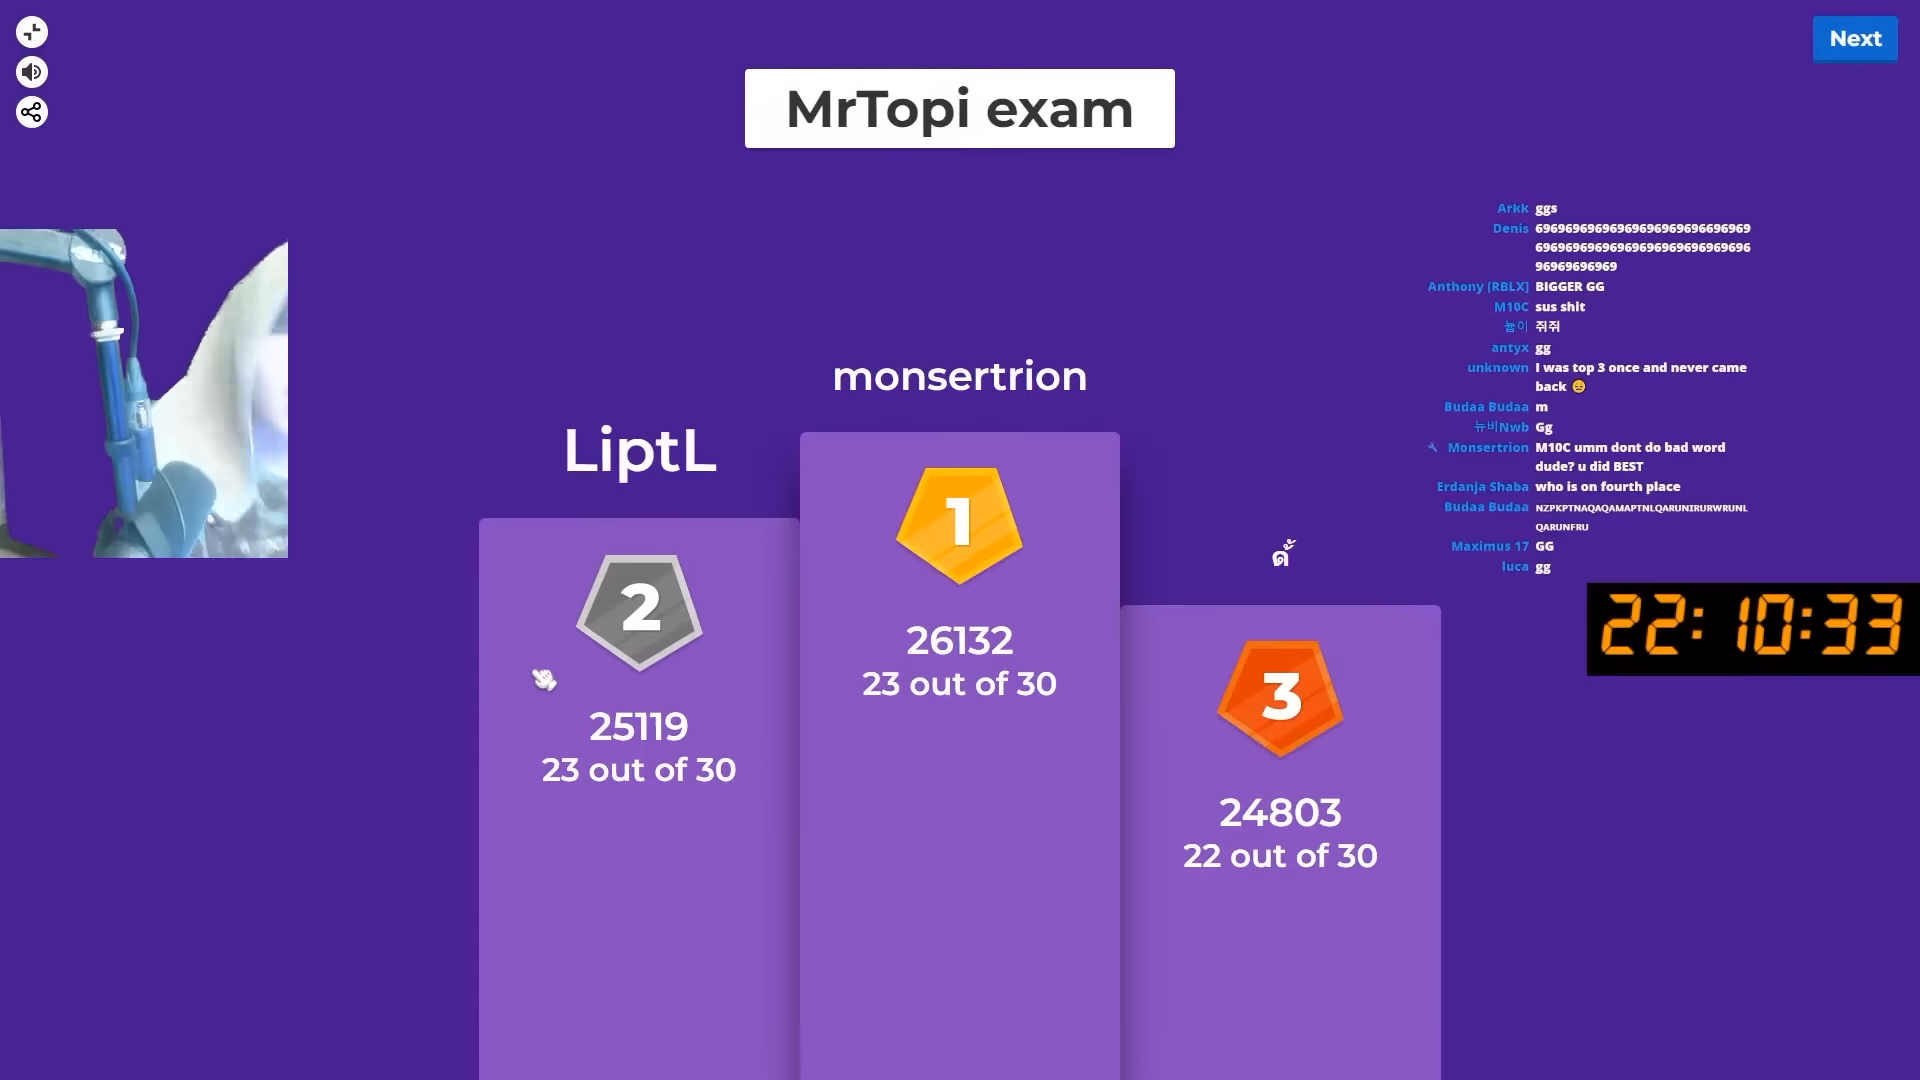 Next
MrTopi exam
Arkk ggs
Denis 6969696969696969696969696696969
6969696969696969696969696969696
96969696969
Anthony [RBLX] BIGGER GG
M10C sus shit
늅이 쥐쥐
antyx gg
unknown I was top 3 once and never came
back 😑
Budaa Budaa m
뉴비Nwb Gg
Monsertrion M10C umm dont do bad word
dude? u did BEST
Erdanja Shaba who is on fourth place
Budaa Budaa NZPKPTNAQAQAMAPTNLQARUNIRURWRUNL
QARUNFRU
Maximus 17 GG
luca gg
22:10:33
monsertrion
1
26132
23 out of 30
LiptL
2
25119
23 out of 30
3
24803
22 out of 30